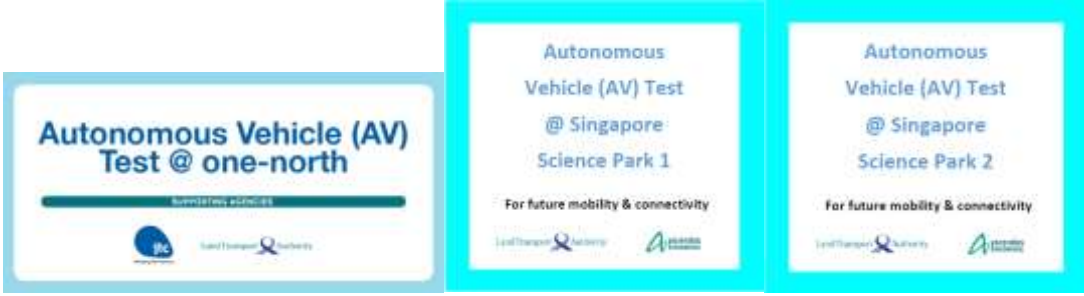 Autonomous Vehicle (AV)
Test @ one-north
SUPPORTING AGENCIES
jtc
Land Transport Authority
Autonomous
Vehicle (AV) Test
@ Singapore
Science Park 1
For future mobility & connectivity
Land Transport Authority
Autonomous
Vehicle (AV) Test
@ Singapore
Science Park 2
For future mobility & connectivity
Land Transport Authority